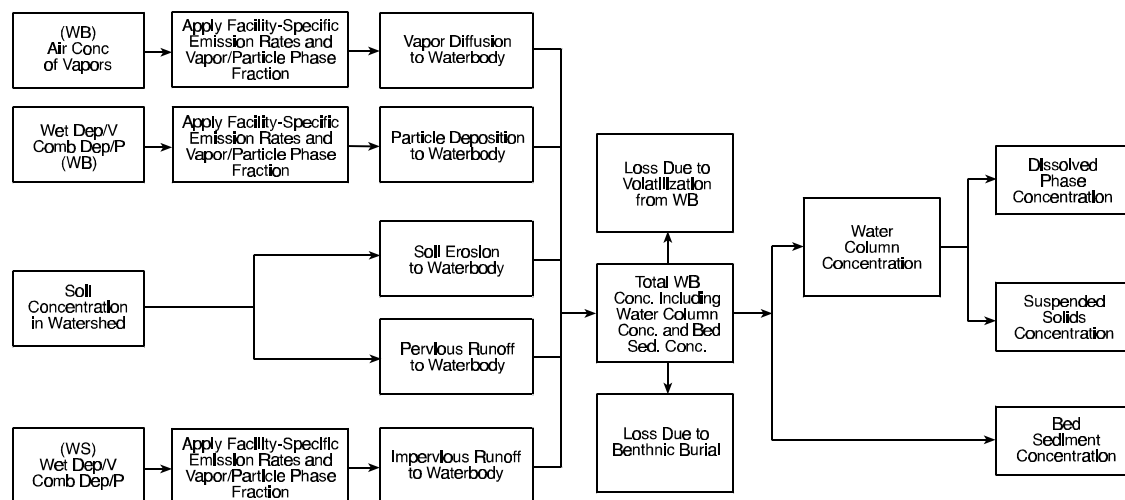 (WB)
Air Conc
of Vapors
Apply Facility-Specific
Emission Rates and
Vapor/Particle Phase
Fraction
Vapor Diffusion
to Waterbody
Wet Dep/V
Comb Dep/P
(WB)
Apply Facility-Specific
Emission Rates and
Vapor/Particle Phase
Fraction
Particle Deposition
to Waterbody
Soil
Concentration
in Watershed
Soil Erosion
to Waterbody
Pervious Runoff
to Waterbody
(WS)
Wet Dep/V
Comb Dep/P
Apply Facility-Specific
Emission Rates and
Vapor/Particle Phase
Fraction
Impervious Runoff
to Waterbody
Loss Due to
Volatilization
from WB
Total WB
Conc. Including
Water Column
Conc. and Bed
Sed. Conc.
Loss Due to
Benthnic Burial
Water
Column
Concentration
Dissolved
Phase
Concentration
Suspended
Solids
Concentration
Bed
Sediment
Concentration